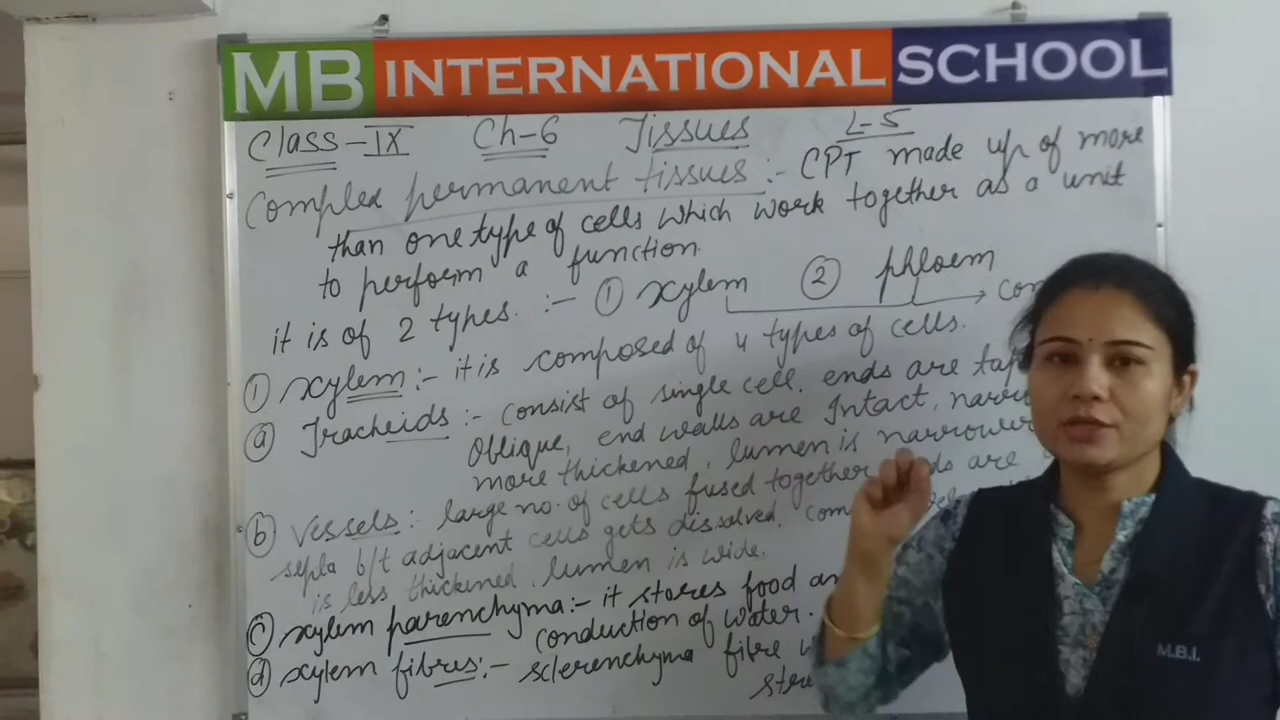 MB INTERNATIONAL SCHOOL
Class-IX Ch-6 Tissues L-5
Complex permanent tissues :- CPT made up of more
than one type of cells which work together as a unit
to perform a function.
it is of 2 types. :- ① xylem ② phloem
① xylem :- it is composed of 4 types of cells.
ⓐ Tracheids :- consist of single cell. ends are
Oblique, end walls are Intact,
more thickened, lumen is narrower
ⓑ Vessels :- large no. of cells fused together, are
septa b/t adjacent cells gets dissolved.
is less thickened, lumen is wide.
ⓒ xylem parenchyma :- it stores food
conduction of water.
ⓓ xylem fibres :- sclerenchyma fibre
M.B.I.